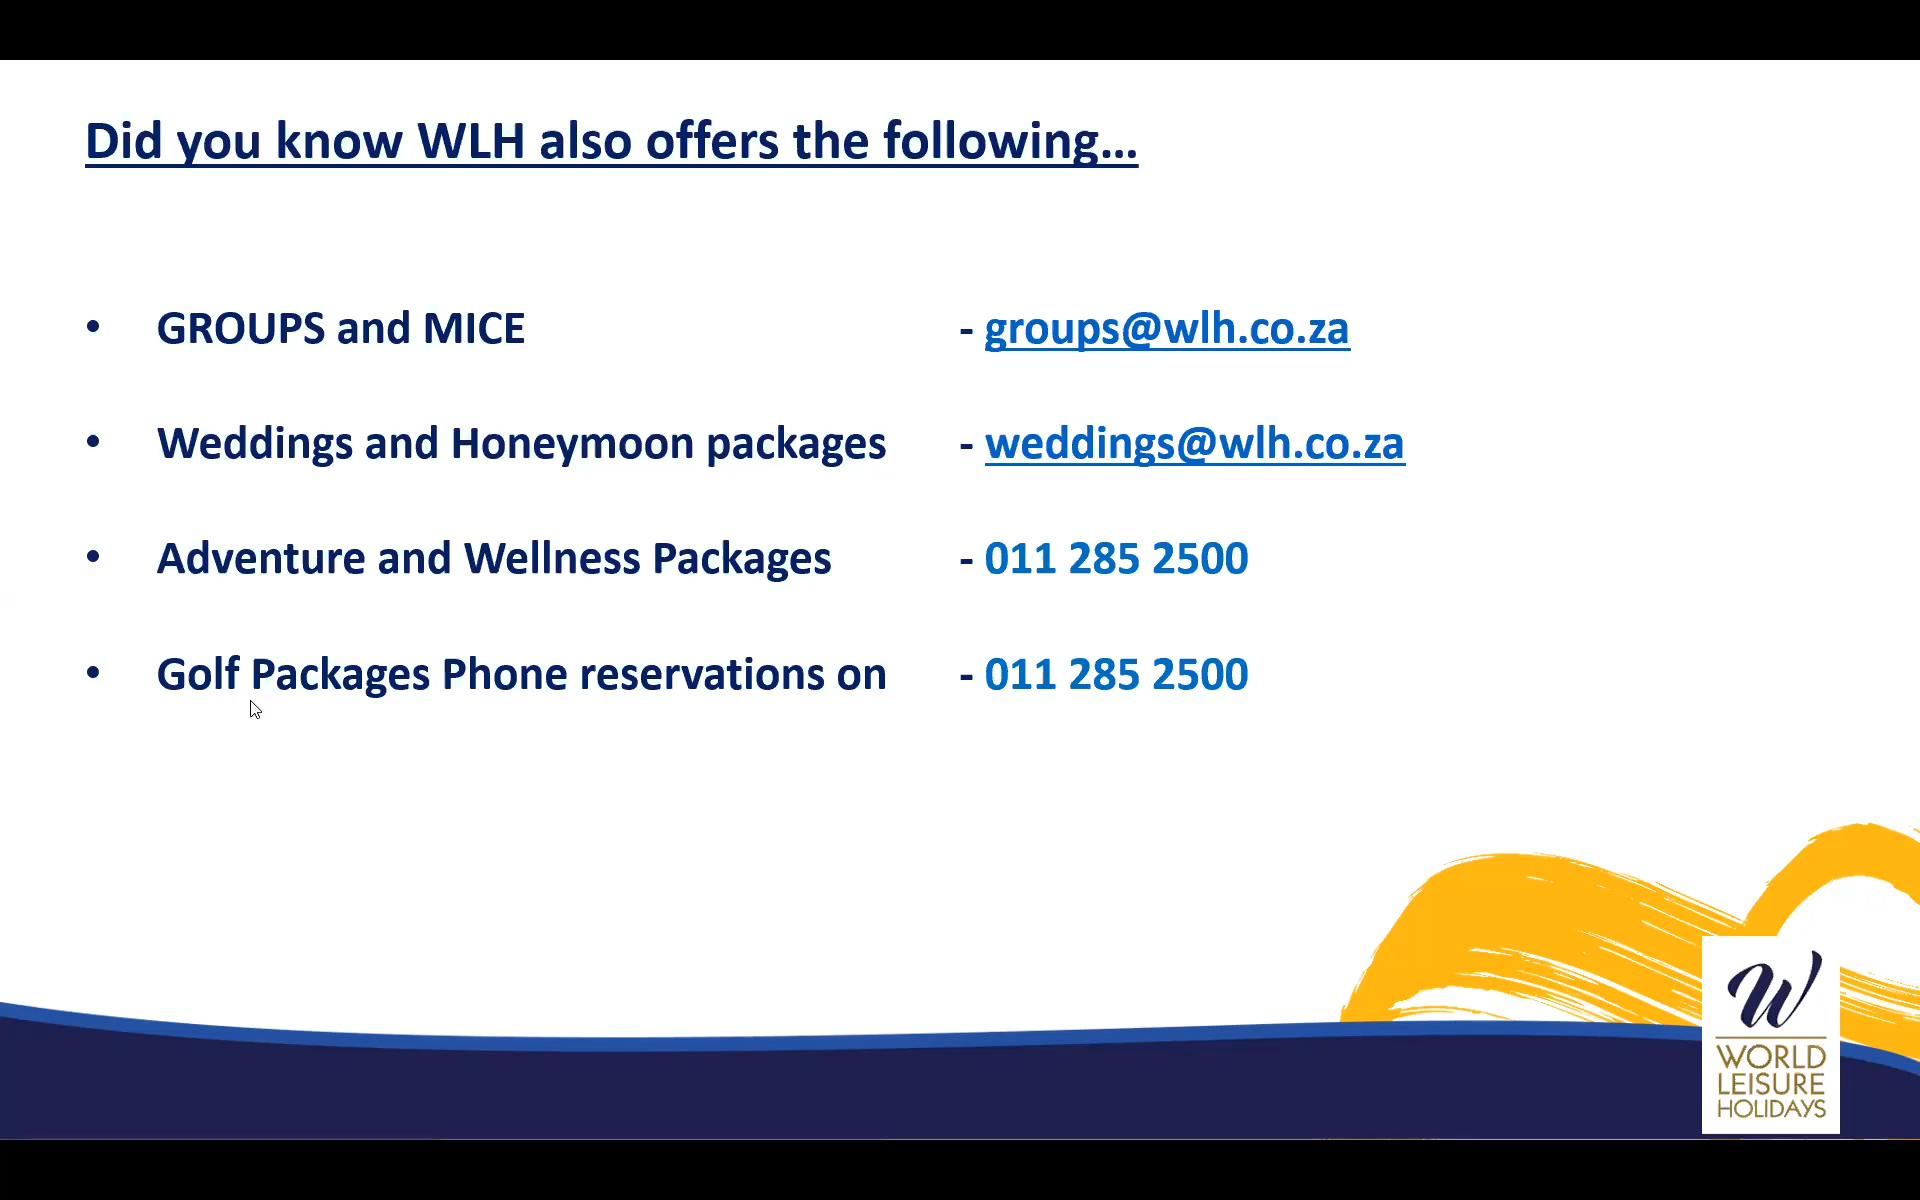 Did you know WLH also offers the following...
• GROUPS and MICE - groups@wlh.co.za
• Weddings and Honeymoon packages - weddings@wlh.co.za
• Adventure and Wellness Packages - 011 285 2500
• Golf Packages Phone reservations on - 011 285 2500
W
WORLD
LEISURE
HOLIDAYS